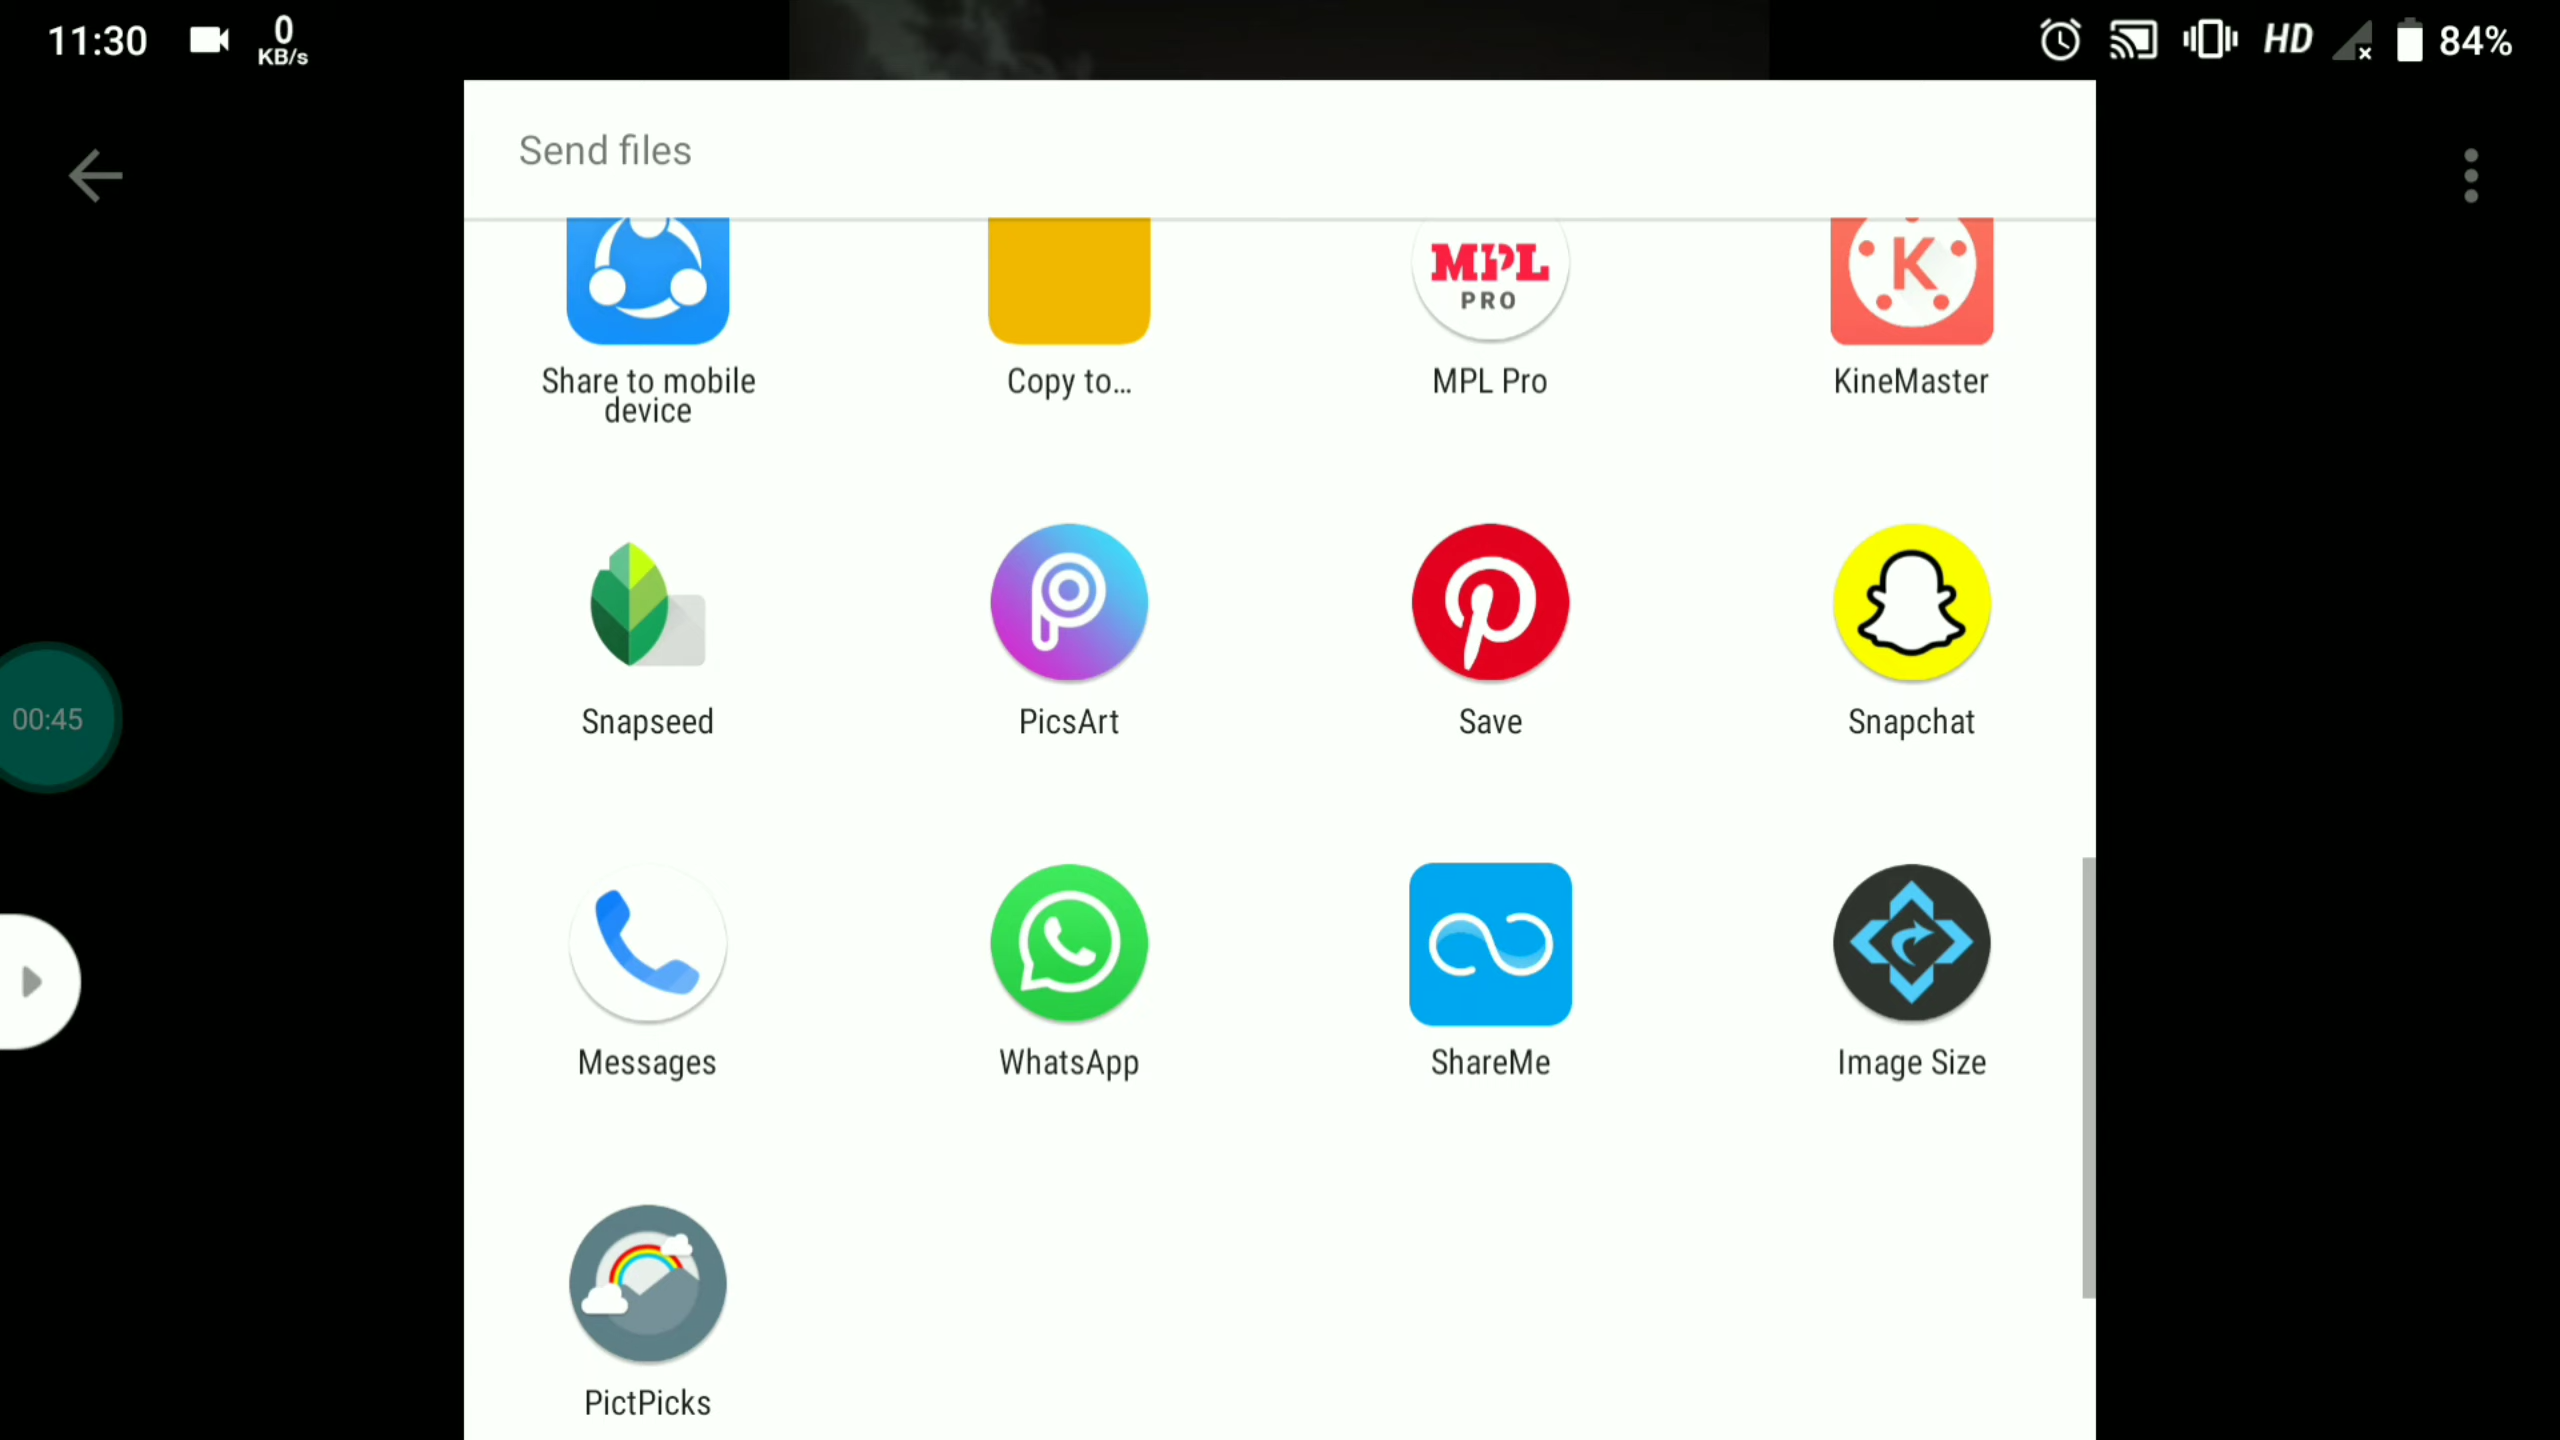 11:30
0
KB/s
HD
84%
Send files
MPL
PRO
K
Share to mobile
device
Copy to...
MPL Pro
KineMaster
Snapseed
PicsArt
Save
Snapchat
00:45
Messages
WhatsApp
ShareMe
Image Size
PictPicks